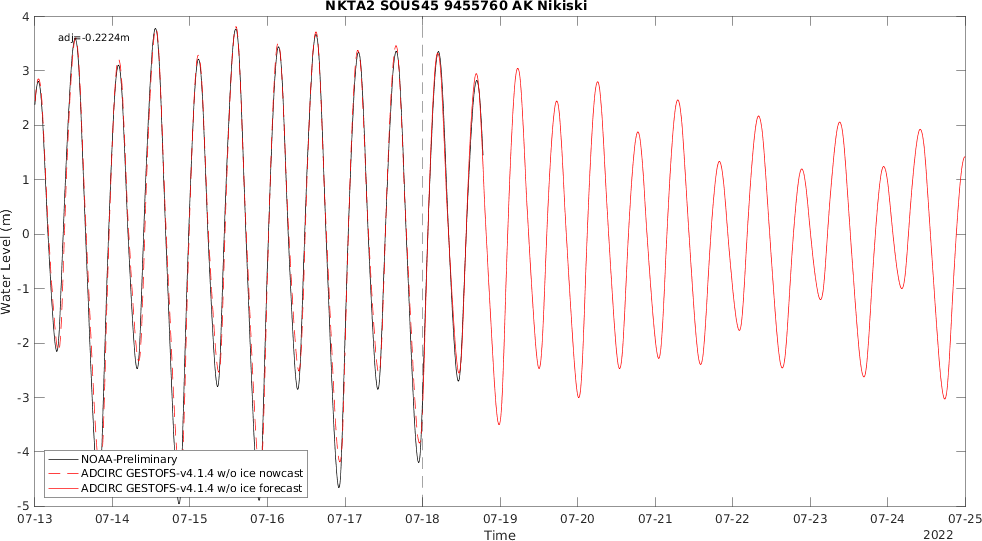 NKTA2 SOUS45 9455760 AK Nikiski
adj=-0.2224m
Water Level (m)
4
3
2
1
0
-1
-2
-3
-4
-5
NOAA-Preliminary
ADCIRC GESTOFS-v4.1.4 w/o ice nowcast
ADCIRC GESTOFS-v4.1.4 w/o ice forecast
07-13 07-14 07-15 07-16 07-17 07-18 07-19 07-20 07-21 07-22 07-23 07-24 07-25
Time
2022